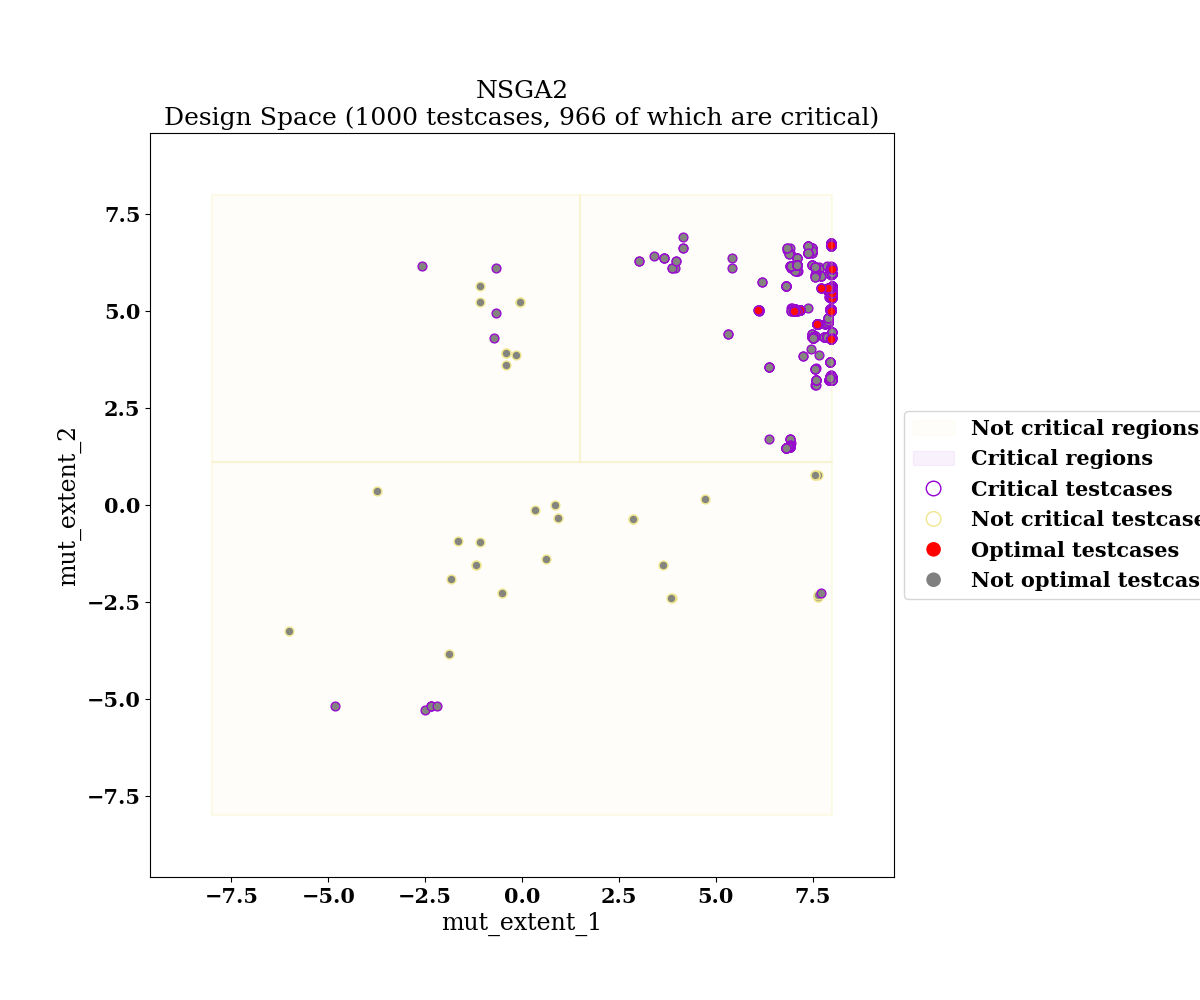 NSGA2
Design Space (1000 testcases, 966 of which are critical)
7.5
5.0
2.5
0.0
−2.5
−5.0
−7.5
mut_extent_2
−7.5
−5.0
−2.5
0.0
2.5
5.0
7.5
mut_extent_1
Not critical regions
Critical regions
Critical testcases
Not critical testcase
Optimal testcases
Not optimal testcas